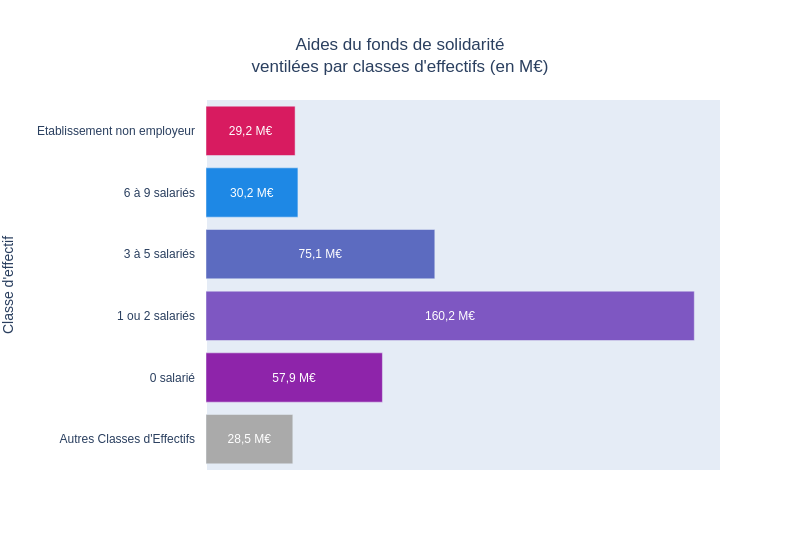 Aides du fonds de solidarité
ventilées par classes d'effectifs (en M€)
Classe d'effectif
Etablissement non employeur
29,2 M€
6 à 9 salariés
30,2 M€
3 à 5 salariés
75,1 M€
1 ou 2 salariés
160,2 M€
0 salarié
57,9 M€
Autres Classes d'Effectifs
28,5 M€